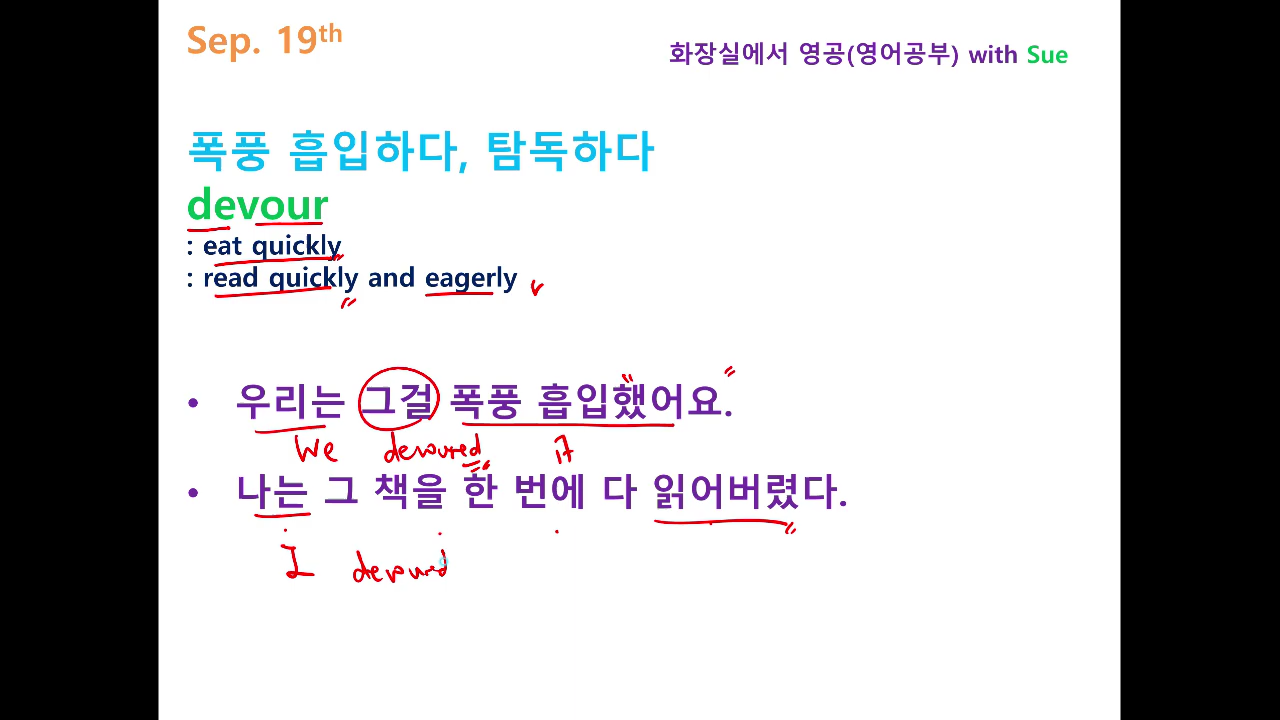 Sep. 19th
화장실에서 영공(영어공부) with Sue
폭풍 흡입하다, 탐독하다
devour
: eat quickly
: read quickly and eagerly
• 우리는 그걸 폭풍 흡입했어요.
We devoured it
• 나는 그 책을 한 번에 다 읽어버렸다.
I devoured